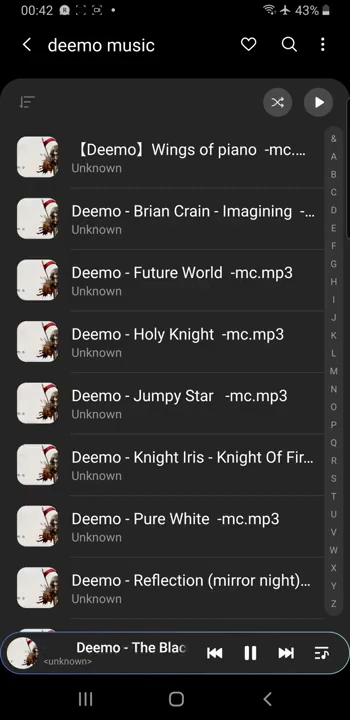 00:42
43%
deemo music
【Deemo】Wings of piano -mc....
Unknown
Deemo - Brian Crain - Imagining -...
Unknown
Deemo - Future World -mc.mp3
Unknown
Deemo - Holy Knight -mc.mp3
Unknown
Deemo - Jumpy Star -mc.mp3
Unknown
Deemo - Knight Iris - Knight Of Fir...
Unknown
Deemo - Pure White -mc.mp3
Unknown
Deemo - Reflection (mirror night)...
Unknown
&
A
B
C
D
E
F
G
H
I
J
K
L
M
N
O
P
Q
R
S
T
U
V
W
X
Y
Z
Deemo - The Blac
<unknown>